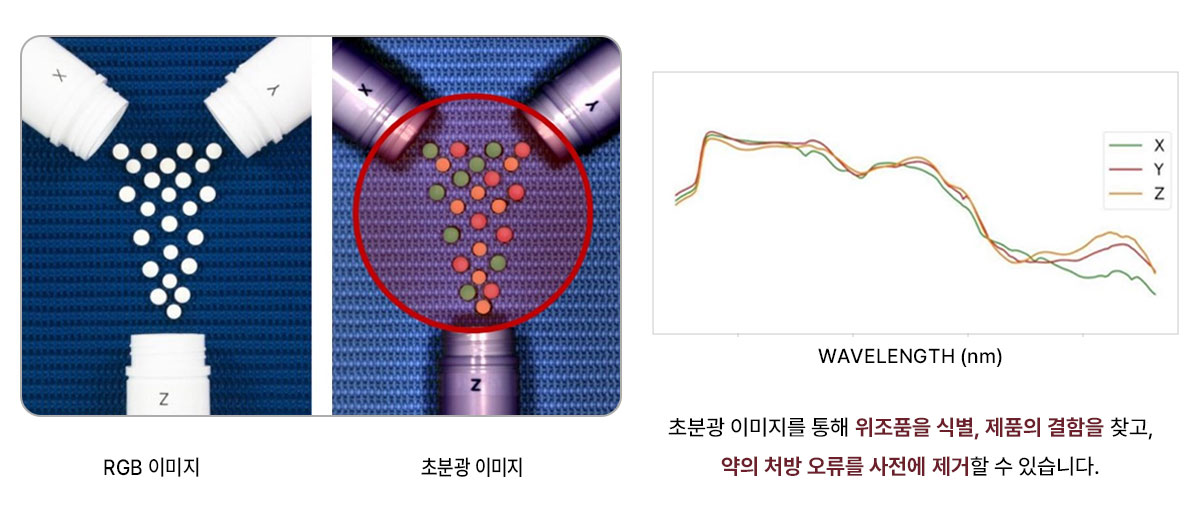 X
Y
Z
RGB 이미지
X
Y
Z
초분광 이미지
X
Y
Z
WAVELENGTH (nm)
초분광 이미지를 통해 위조품을 식별, 제품의 결함을 찾고,
약의 처방 오류를 사전에 제거할 수 있습니다.